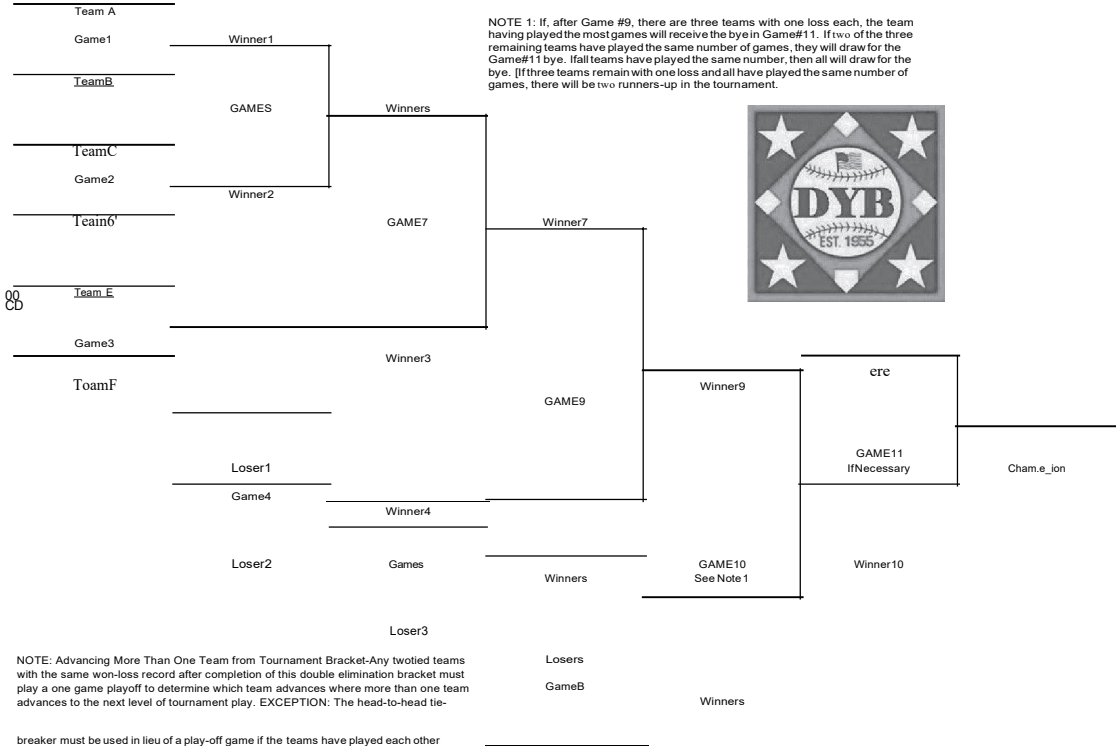 Team A
NOTE 1: If, after Game #9, there are three teams with one loss each, the team
having played the most games will receive the bye in Game#11. If two of the three
remaining teams have played the same number of games, they will draw for the
Game#11 bye. Ifall teams have played the same number, then all will draw for the
bye. [If three teams remain with one loss and all have played the same number of
games, there will be two runners-up in the tournament.
Game1
Winner1
TeamB
GAMES
Winners
TeamC
Game2
Winner2
Teain6'
GAME7
Winner7
DYB
EST. 1955
Team E
00
CD
Game3
Winner3
ToamF
ere
Winner9
GAME9
GAME11
IfNecessary
Cham.e_ion
Loser1
Game4
Winner4
Loser2
Games
Winners
GAME10
See Note 1
Winner10
Loser3
NOTE: Advancing More Than One Team from Tournament Bracket-Any twotied teams
with the same won-loss record after completion of this double elimination bracket must
play a one game playoff to determine which team advances where more than one team
advances to the next level of tournament play. EXCEPTION: The head-to-head tie-
Losers
GameB
Winners
breaker must be used in lieu of a play-off game if the teams have played each other